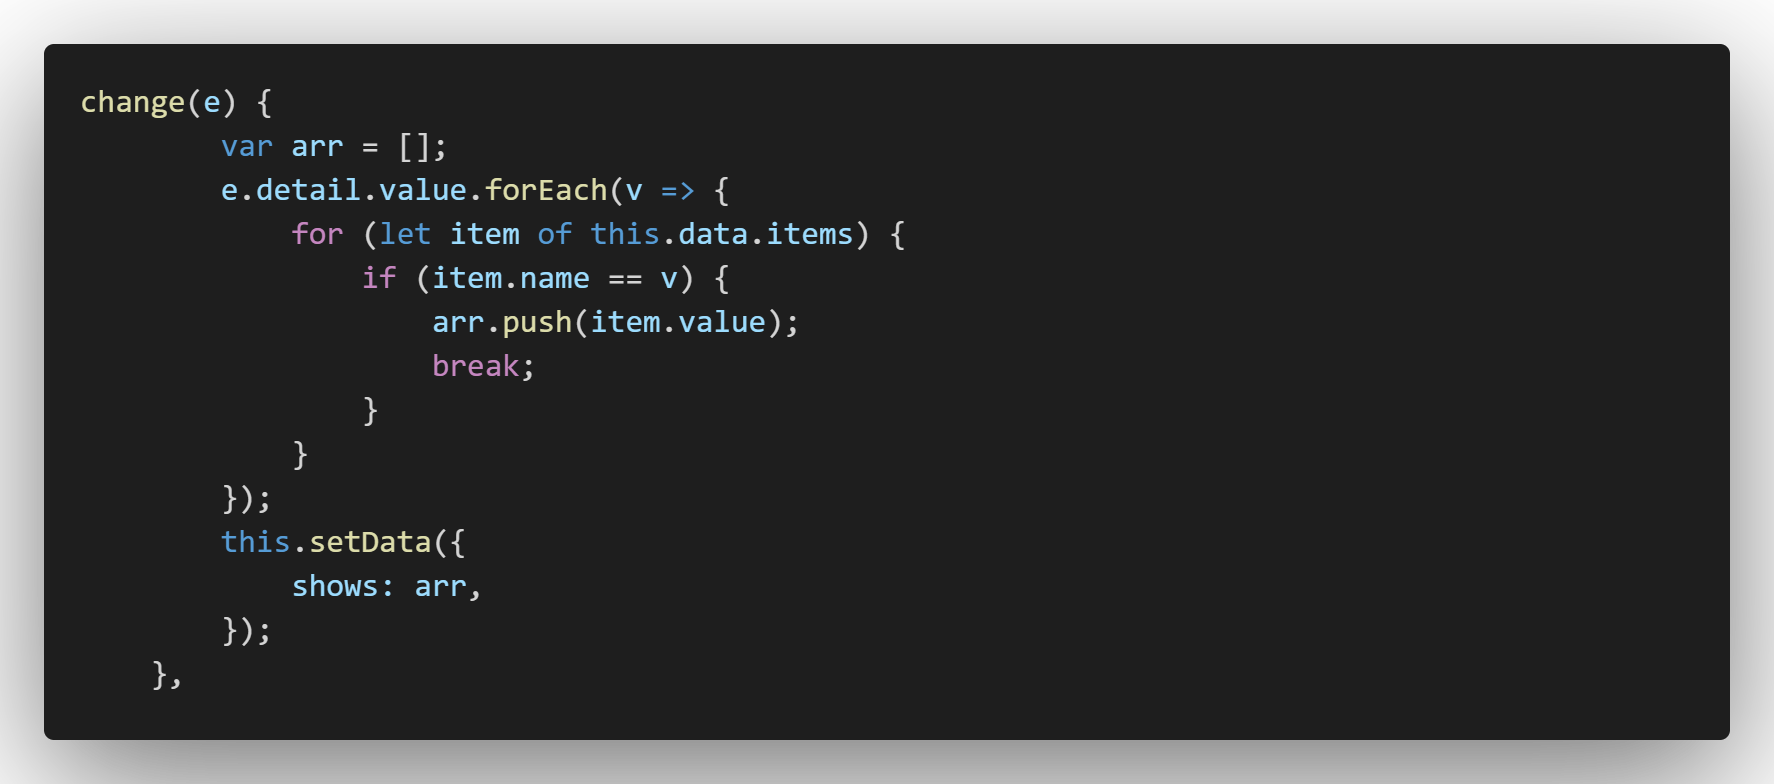 change(e) {
        var arr = [];
        e.detail.value.forEach(v => {
            for (let item of this.data.items) {
                if (item.name == v) {
                    arr.push(item.value);
                    break;
                }
            }
        });
        this.setData({
            shows: arr,
        });
    },